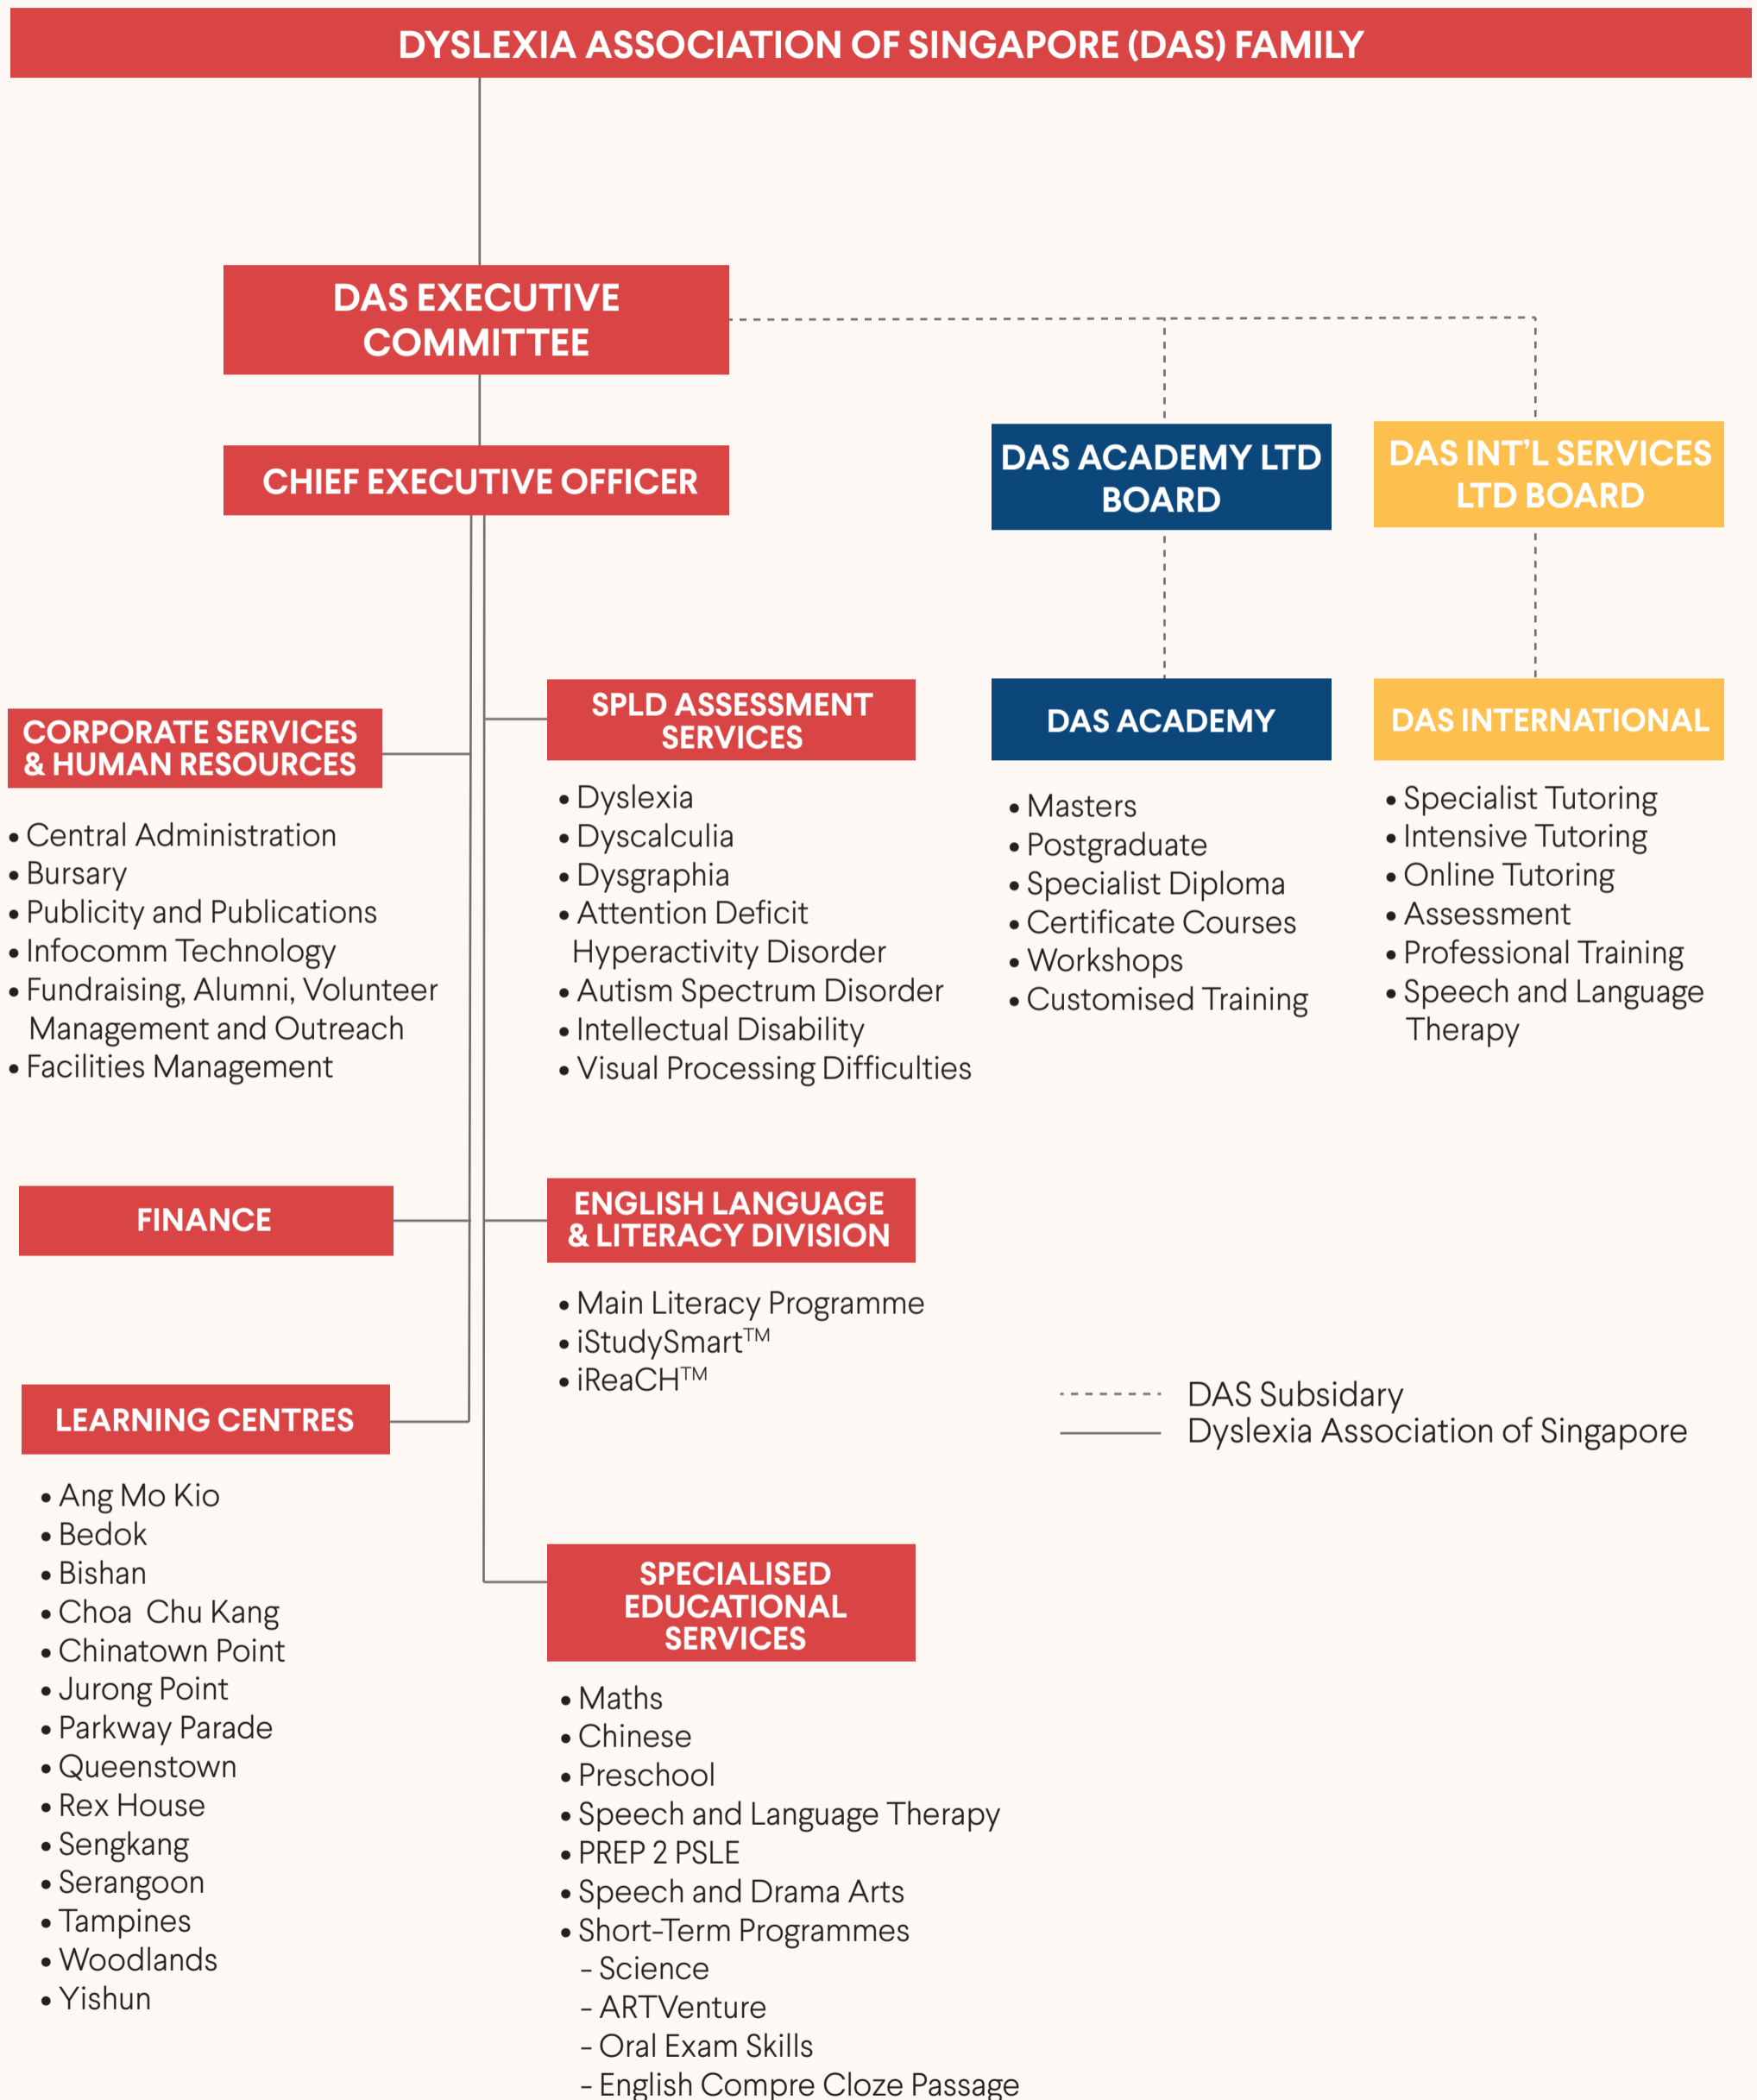 DYSLEXIA ASSOCIATION OF SINGAPORE (DAS) FAMILY
DAS EXECUTIVE
COMMITTEE
CHIEF EXECUTIVE OFFICER
DAS ACADEMY LTD
BOARD
DAS INT'L SERVICES
LTD BOARD
CORPORATE SERVICES
& HUMAN RESOURCES
• Central Administration
• Bursary
• Publicity and Publications
• Infocomm Technology
• Fundraising, Alumni, Volunteer
Management and Outreach
• Facilities Management
SPLD ASSESSMENT
SERVICES
• Dyslexia
• Dyscalculia
• Dysgraphia
• Attention Deficit
Hyperactivity Disorder
• Autism Spectrum Disorder
• Intellectual Disability
• Visual Processing Difficulties
DAS ACADEMY
• Masters
• Postgraduate
• Specialist Diploma
• Certificate Courses
• Workshops
• Customised Training
DAS INTERNATIONAL
• Specialist Tutoring
• Intensive Tutoring
• Online Tutoring
• Assessment
• Professional Training
• Speech and Language
Therapy
FINANCE
ENGLISH LANGUAGE
& LITERACY DIVISION
• Main Literacy Programme
• iStudySmart™
• iReaCH™
DAS Subsidary
Dyslexia Association of Singapore
LEARNING CENTRES
• Ang Mo Kio
• Bedok
• Bishan
• Choa Chu Kang
• Chinatown Point
• Jurong Point
• Parkway Parade
• Queenstown
• Rex House
• Sengkang
• Serangoon
• Tampines
• Woodlands
• Yishun
SPECIALISED
EDUCATIONAL
SERVICES
• Maths
• Chinese
• Preschool
• Speech and Language Therapy
• PREP 2 PSLE
• Speech and Drama Arts
• Short-Term Programmes
- Science
- ARTVenture
- Oral Exam Skills
- English Compre Cloze Passage